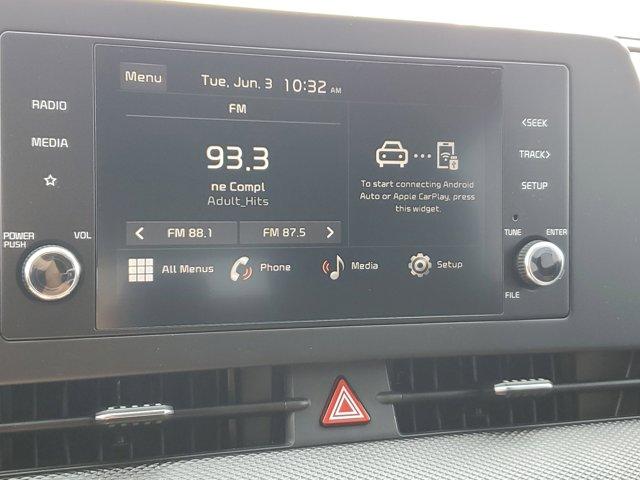 Menu
Tue, Jun. 3 10:32 AM
FM
93.3
ne Compl
Adult_Hits
To start connecting Android
Auto or Apple CarPlay, press
this widget.
< FM 88.1
FM 87.5 >
All Menus
Phone
Media
Setup
RADIO
MEDIA
POWER
PUSH
VOL
<SEEK
TRACK>
SETUP
TUNE
ENTER
FILE